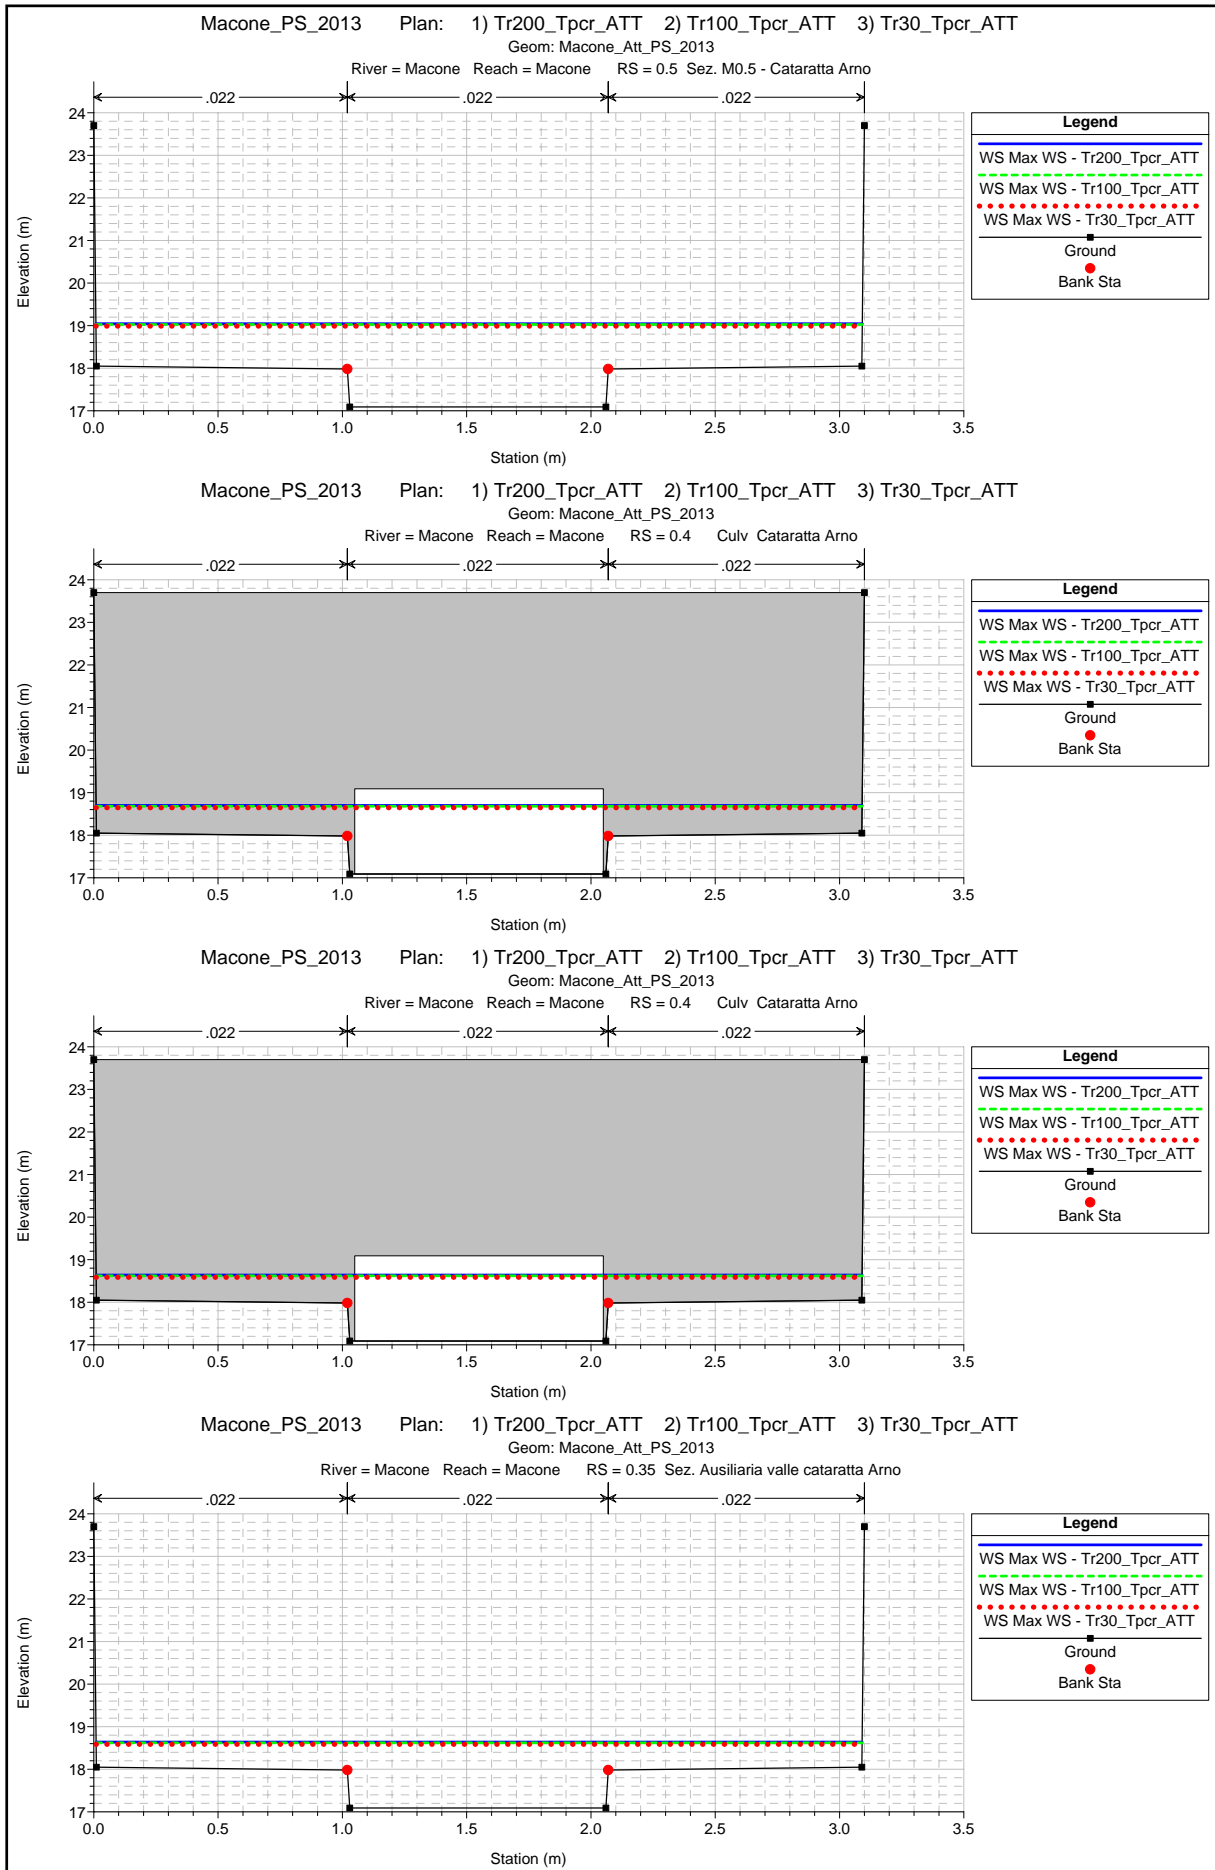 Macone_PS_2013 Plan: 1) Tr200_Tpcr_ATT 2) Tr100_Tpcr_ATT 3) Tr30_Tpcr_ATT
Geom: Macone_Att_PS_2013
River = Macone Reach = Macone RS = 0.5 Sez. M0.5 - Cataratta Arno
.022 .022 .022
24
23
22
21
20
19
18
17
Elevation (m)
0.0 0.5 1.0 1.5 2.0 2.5 3.0 3.5
Station (m)
Legend
WS Max WS - Tr200_Tpcr_ATT
WS Max WS - Tr100_Tpcr_ATT
WS Max WS - Tr30_Tpcr_ATT
Ground
Bank Sta
Macone_PS_2013 Plan: 1) Tr200_Tpcr_ATT 2) Tr100_Tpcr_ATT 3) Tr30_Tpcr_ATT
Geom: Macone_Att_PS_2013
River = Macone Reach = Macone RS = 0.4 Culv Cataratta Arno
.022 .022 .022
24
23
22
21
20
19
18
17
Elevation (m)
0.0 0.5 1.0 1.5 2.0 2.5 3.0 3.5
Station (m)
Legend
WS Max WS - Tr200_Tpcr_ATT
WS Max WS - Tr100_Tpcr_ATT
WS Max WS - Tr30_Tpcr_ATT
Ground
Bank Sta
Macone_PS_2013 Plan: 1) Tr200_Tpcr_ATT 2) Tr100_Tpcr_ATT 3) Tr30_Tpcr_ATT
Geom: Macone_Att_PS_2013
River = Macone Reach = Macone RS = 0.4 Culv Cataratta Arno
.022 .022 .022
24
23
22
21
20
19
18
17
Elevation (m)
0.0 0.5 1.0 1.5 2.0 2.5 3.0 3.5
Station (m)
Legend
WS Max WS - Tr200_Tpcr_ATT
WS Max WS - Tr100_Tpcr_ATT
WS Max WS - Tr30_Tpcr_ATT
Ground
Bank Sta
Macone_PS_2013 Plan: 1) Tr200_Tpcr_ATT 2) Tr100_Tpcr_ATT 3) Tr30_Tpcr_ATT
Geom: Macone_Att_PS_2013
River = Macone Reach = Macone RS = 0.35 Sez. Ausiliaria valle cataratta Arno
.022 .022 .022
24
23
22
21
20
19
18
17
Elevation (m)
0.0 0.5 1.0 1.5 2.0 2.5 3.0 3.5
Station (m)
Legend
WS Max WS - Tr200_Tpcr_ATT
WS Max WS - Tr100_Tpcr_ATT
WS Max WS - Tr30_Tpcr_ATT
Ground
Bank Sta